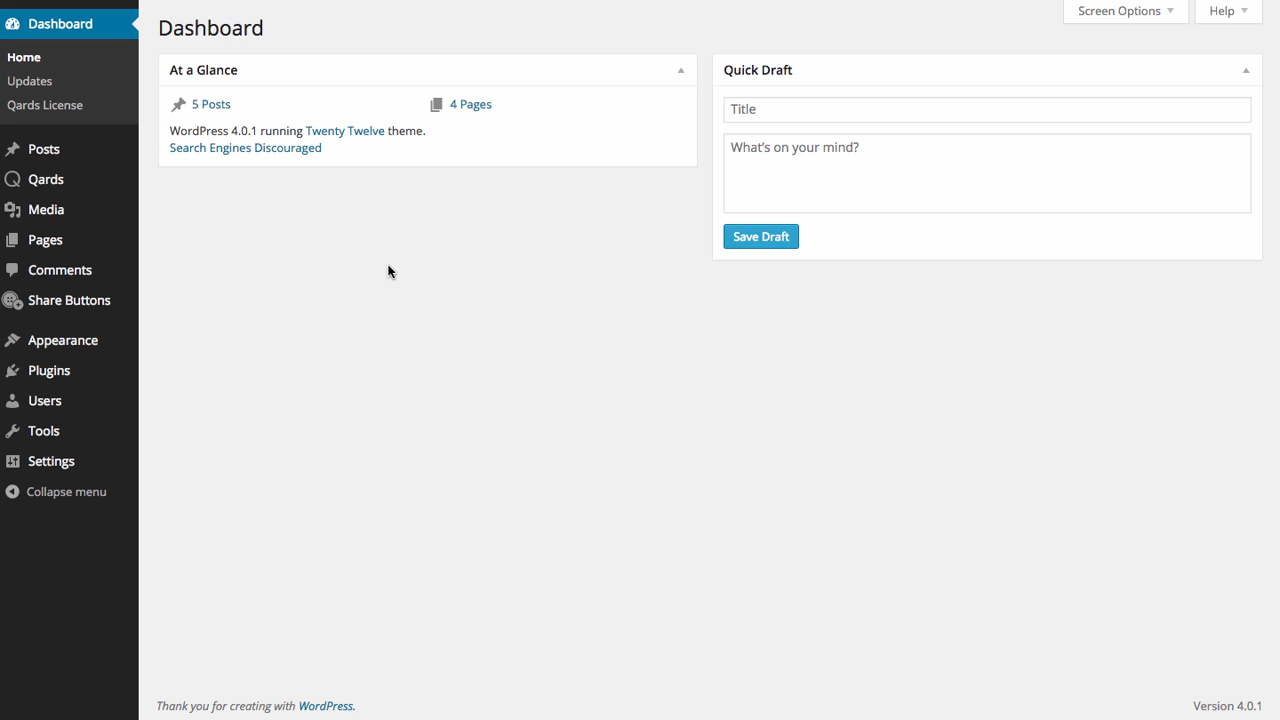 Dashboard
Home
Updates
Qards License
Posts
Qards
Media
Pages
Comments
Share Buttons
Appearance
Plugins
Users
Tools
Settings
Collapse menu
Screen Options
Help
Dashboard
At a Glance
5 Posts
4 Pages
WordPress 4.0.1 running Twenty Twelve theme.
Search Engines Discouraged
Quick Draft
Title
What's on your mind?
Save Draft
Thank you for creating with WordPress.
Version 4.0.1